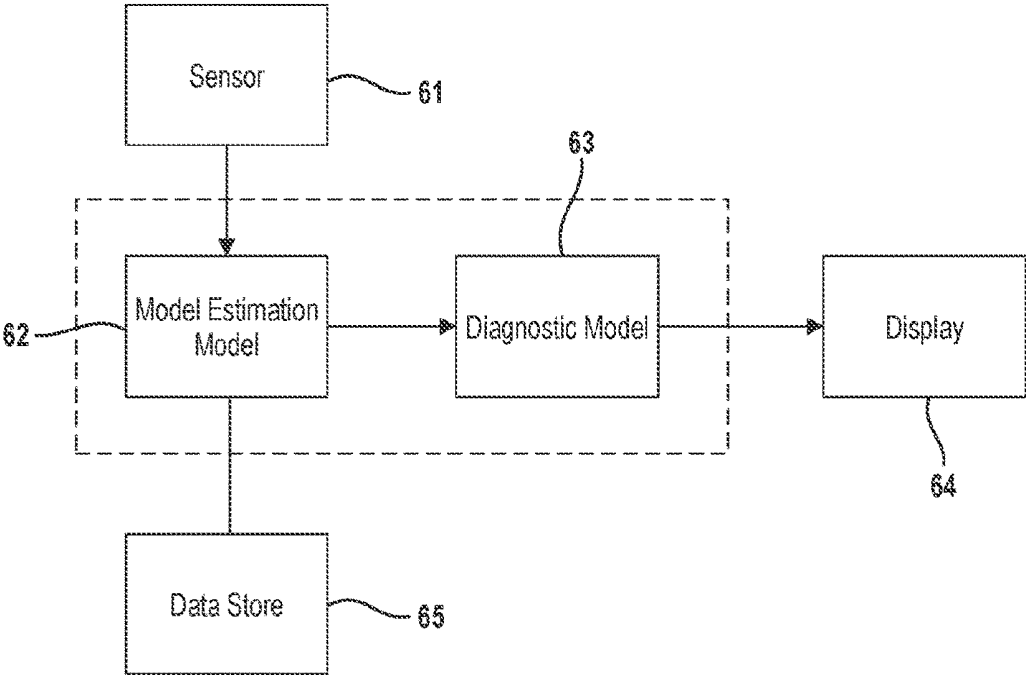 Sensor
61
63
Model Estimation
Model
Diagnostic Model
Display
62
64
Data Store
65